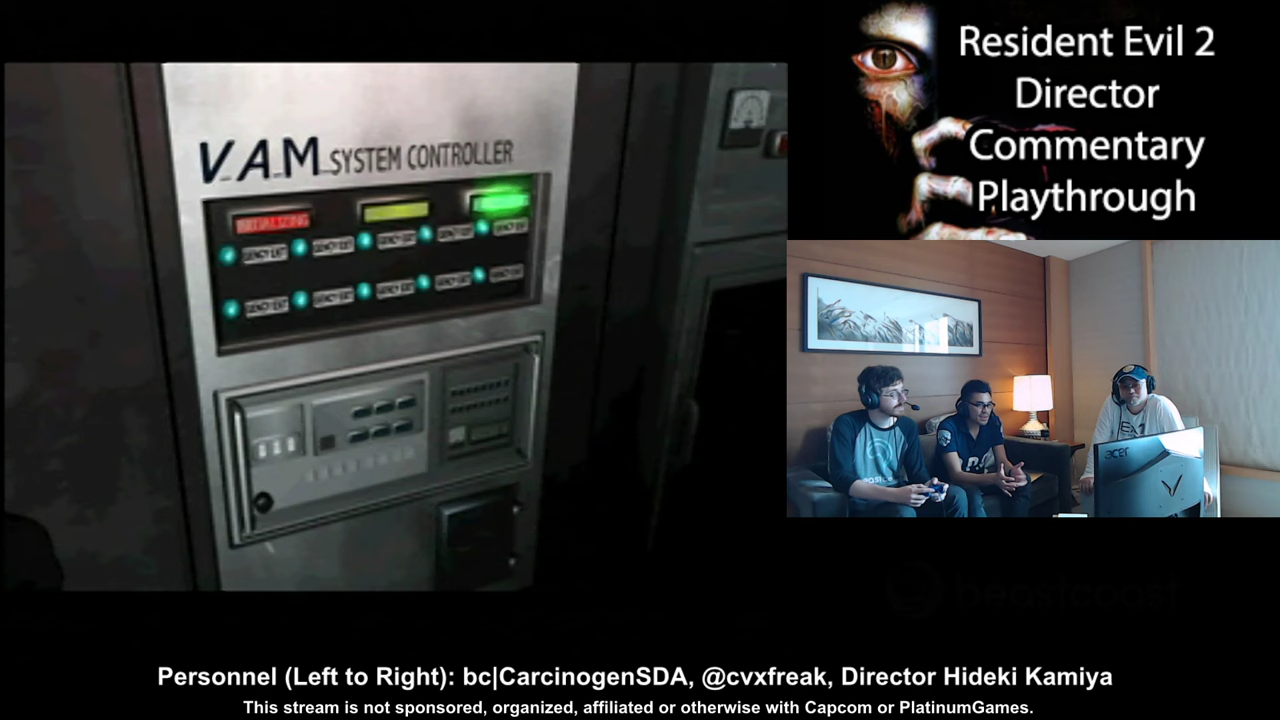 V.A.M. SYSTEM CONTROLLER
Resident Evil 2
Director
Commentary
Playthrough
acer
beastcoast
Personnel (Left to Right): bc|CarcinogenSDA, @cvxfreak, Director Hideki Kamiya
This stream is not sponsored, organized, affiliated or otherwise with Capcom or PlatinumGames.